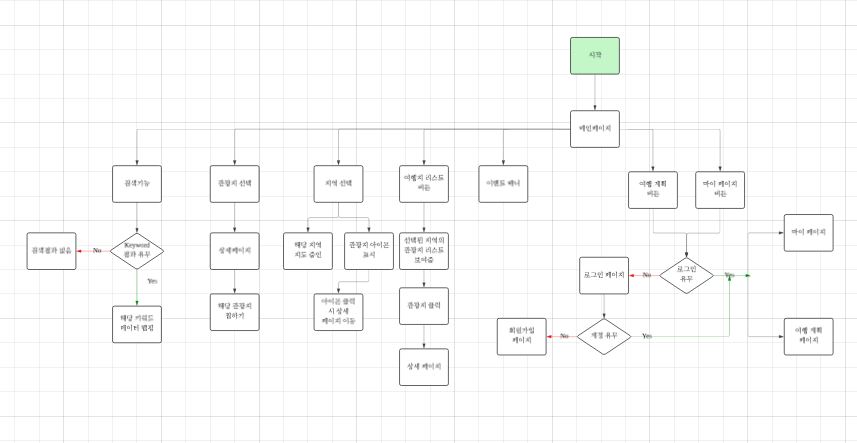 시작
메인페이지
검색기능
관광지 선택
지역 선택
여행지 리스트
버튼
이벤트 배너
여행 계획
버튼
마이 페이지
버튼
검색결과 없음
No
Keyword
결과 유무
Yes
해당 키워드
데이터 맵핑
상세페이지
해당 관광지
찜하기
해당 지역
지도 줌인
관광지 아이콘
표시
아이콘 클릭
시 상세
페이지 이동
선택된 지역의
관광지 리스트
보여줌
관광지 클릭
상세 페이지
로그인 페이지
No
로그인
유무
Yes
마이 페이지
회원가입
페이지
No
계정 유무
Yes
여행 계획
페이지